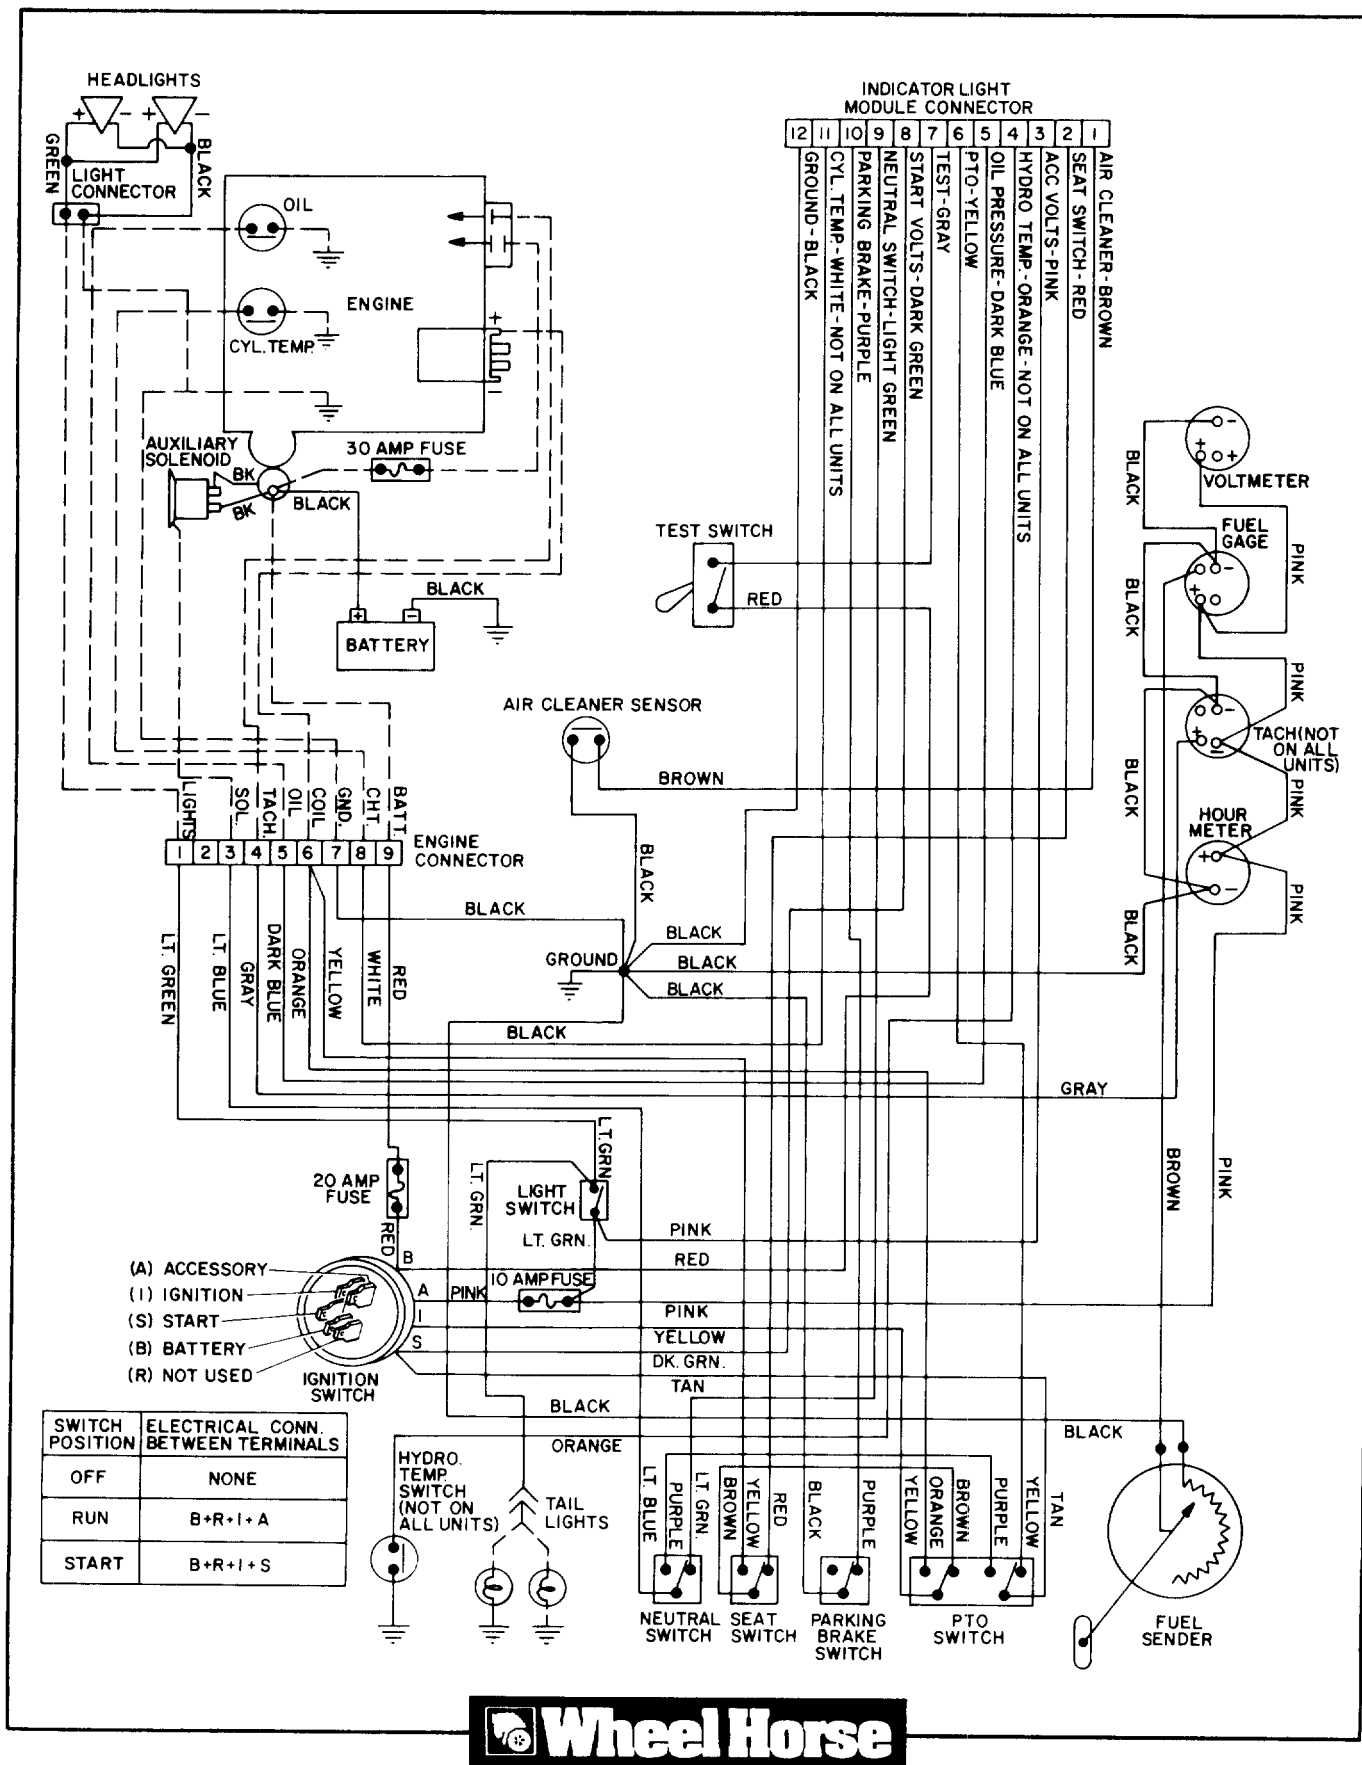 HEADLIGHTS
+ - + -
GREEN
BLACK
LIGHT
CONNECTOR
OIL
ENGINE
CYL. TEMP.
+
-
AUXILIARY
SOLENOID
BK
BK
30 AMP FUSE
BLACK
BLACK
+ -
BATTERY
INDICATOR LIGHT
MODULE CONNECTOR
12 11 10 9 8 7 6 5 4 3 2 1
GROUND-BLACK
CYL. TEMP.-WHITE-NOT ON ALL UNITS
PARKING BRAKE-PURPLE
NEUTRAL SWITCH-LIGHT GREEN
START VOLTS-DARK GREEN
TEST-GRAY
PTO-YELLOW
OIL PRESSURE-DARK BLUE
HYDRO TEMP.-ORANGE-NOT ON ALL UNITS
ACC VOLTS-PINK
SEAT SWITCH-RED
AIR CLEANER-BROWN
TEST SWITCH
RED
VOLTMETER
-
+ +
BLACK
FUEL
GAGE
-
+
PINK
BLACK
PINK
-
+
TACH(NOT
ON ALL
UNITS)
BLACK
PINK
HOUR
METER
+
-
PINK
BLACK
AIR CLEANER SENSOR
BROWN
BLACK
LIGHTS
SOL.
TACH.
OIL
COIL
GND.
CHT.
BATT.
1 2 3 4 5 6 7 8 9
ENGINE
CONNECTOR
BLACK
LT. GREEN
LT. BLUE
GRAY
DARK BLUE
ORANGE
YELLOW
WHITE
RED
GROUND
BLACK
BLACK
BLACK
BLACK
GRAY
BROWN
PINK
20 AMP
FUSE
RED
LT. GRN.
LT. GRN.
LIGHT
SWITCH
LT. GRN.
PINK
RED
B
A
I
S
PINK
10 AMP FUSE
PINK
YELLOW
DK. GRN.
TAN
(A) ACCESSORY
(I) IGNITION
(S) START
(B) BATTERY
(R) NOT USED
IGNITION
SWITCH
SWITCH
POSITION
ELECTRICAL CONN.
BETWEEN TERMINALS
OFF NONE
RUN B+R+I+A
START B+R+I+S
BLACK
BLACK
ORANGE
HYDRO.
TEMP.
SWITCH
(NOT ON
ALL UNITS)
TAIL
LIGHTS
LT. BLUE
PURPLE
LT. GRN.
BROWN
YELLOW
RED
BLACK
PURPLE
YELLOW
ORANGE
BROWN
PURPLE
YELLOW
TAN
NEUTRAL
SWITCH
SEAT
SWITCH
PARKING
BRAKE
SWITCH
PTO
SWITCH
FUEL
SENDER
Wheel Horse